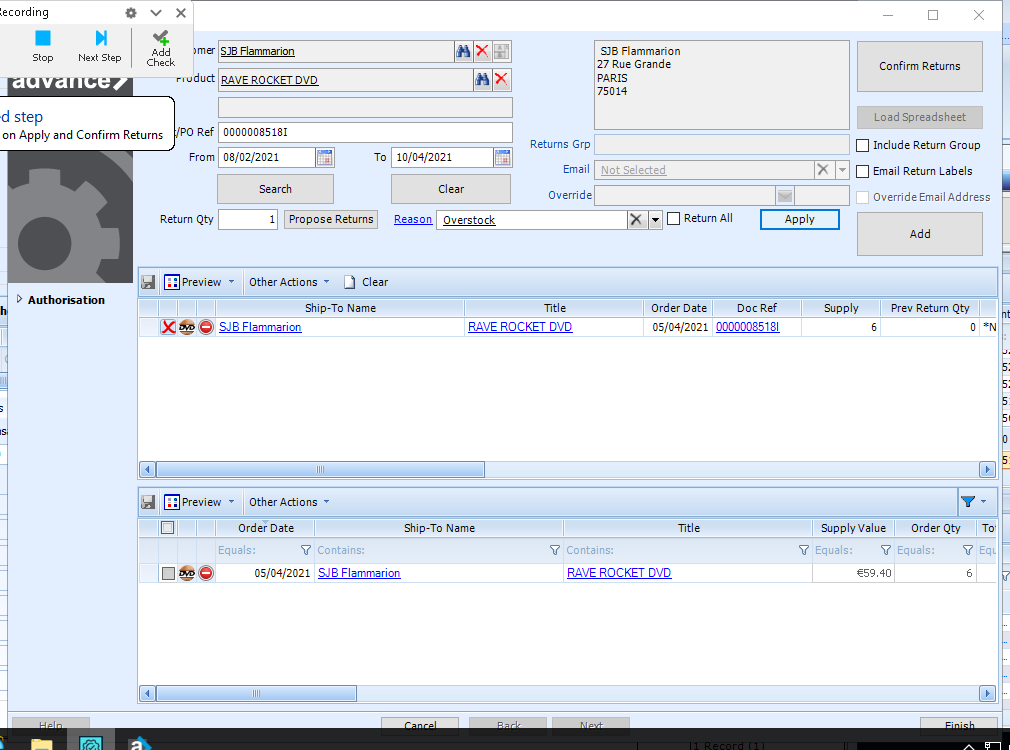 Recording
Stop
Next Step
Add Check
advance
ed step
on Apply and Confirm Returns
omer SJB Flammarion
Product RAVE ROCKET DVD
/PO Ref 0000008518I
From 08/02/2021 To 10/04/2021
Search Clear
Return Qty 1 Propose Returns Reason Overstock Return All Apply
SJB Flammarion
27 Rue Grande
PARIS
75014
Returns Grp
Email Not Selected
Override
Confirm Returns
Load Spreadsheet
Include Return Group
Email Return Labels
Override Email Address
Add
Authorisation
Preview Other Actions Clear
Ship-To Name Title Order Date Doc Ref Supply Prev Return Qty
DVD SJB Flammarion RAVE ROCKET DVD 05/04/2021 0000008518I 6 0 *N
Preview Other Actions
Order Date Ship-To Name Title Supply Value Order Qty To
Equals: Contains: Contains: Equals: Equals: Equ
DVD 05/04/2021 SJB Flammarion RAVE ROCKET DVD €59.40 6
Help Cancel Back Next Finish
1 Record (1)